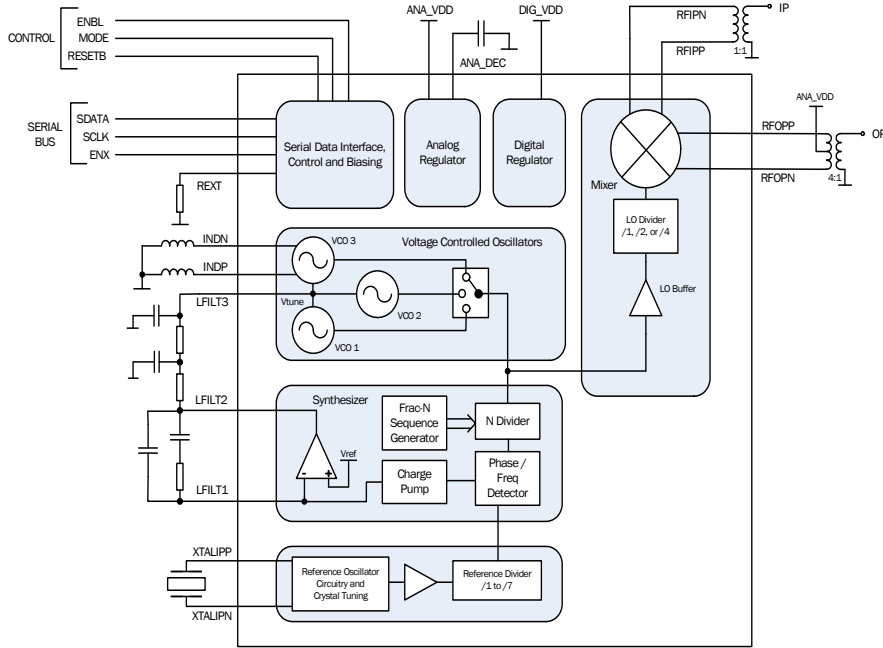 ANA_VDD
DIG_VDD
RFIPN
IP
CONTROL
ENBL
MODE
RESETB
RFIPP
1:1
ANA_DEC
ANA_VDD
SERIAL
BUS
SDATA
SCLK
ENX
REXT
Serial Data Interface,
Control and Biasing
Analog
Regulator
Digital
Regulator
Mixer
RFOPP
OP
RFOPN
4:1
LO Divider
/1, /2, or /4
LO Buffer
INDN
INDP
LFILT3
VCO 3
Voltage Controlled Oscillators
Vtune
VCO 2
VCO 1
Synthesizer
LFILT2
Frac-N
Sequence
Generator
N Divider
Vref
-
+
Charge
Pump
Phase /
Freq
Detector
LFILT1
XTALIPP
XTALIPN
Reference Oscillator
Circuitry and
Crystal Tuning
Reference Divider
/1 to /7